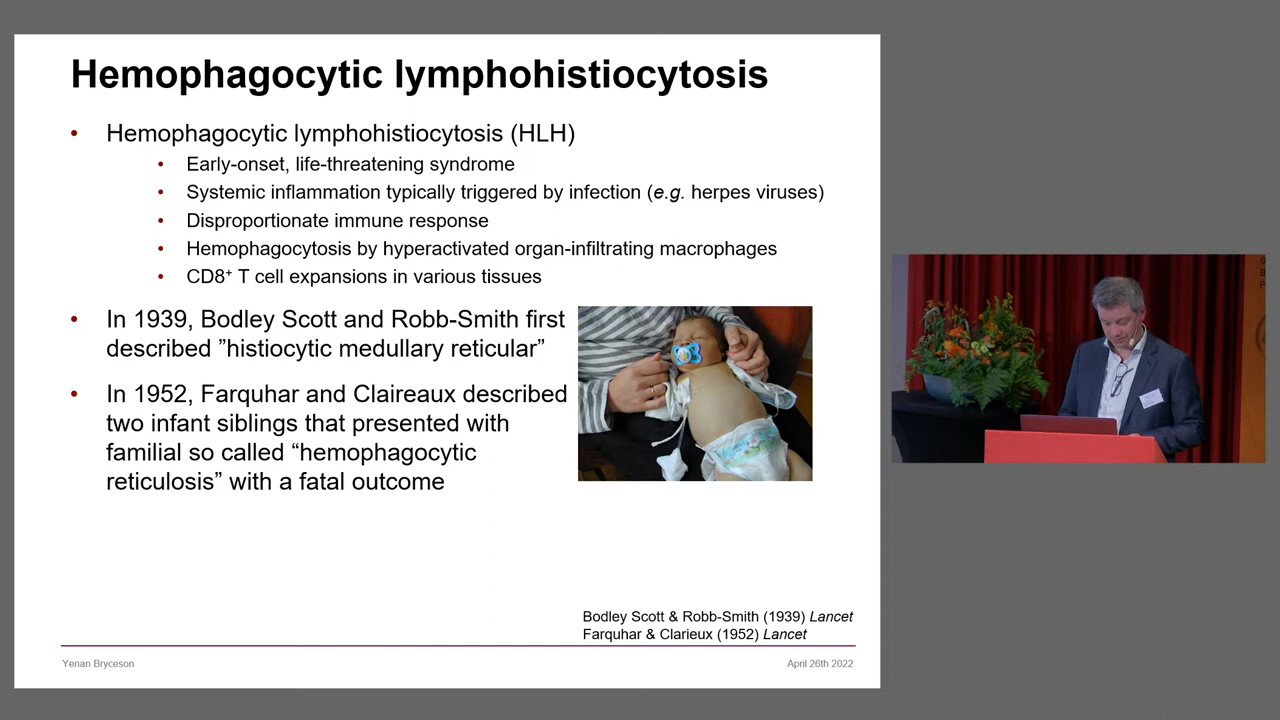 Hemophagocytic lymphohistiocytosis
• Hemophagocytic lymphohistiocytosis (HLH)
• Early-onset, life-threatening syndrome
• Systemic inflammation typically triggered by infection (e.g. herpes viruses)
• Disproportionate immune response
• Hemophagocytosis by hyperactivated organ-infiltrating macrophages
• CD8⁺ T cell expansions in various tissues
• In 1939, Bodley Scott and Robb-Smith first
described ”histiocytic medullary reticular”
• In 1952, Farquhar and Claireaux described
two infant siblings that presented with
familial so called “hemophagocytic
reticulosis” with a fatal outcome
Bodley Scott & Robb-Smith (1939) Lancet
Farquhar & Clarieux (1952) Lancet
Yenan Bryceson
April 26th 2022